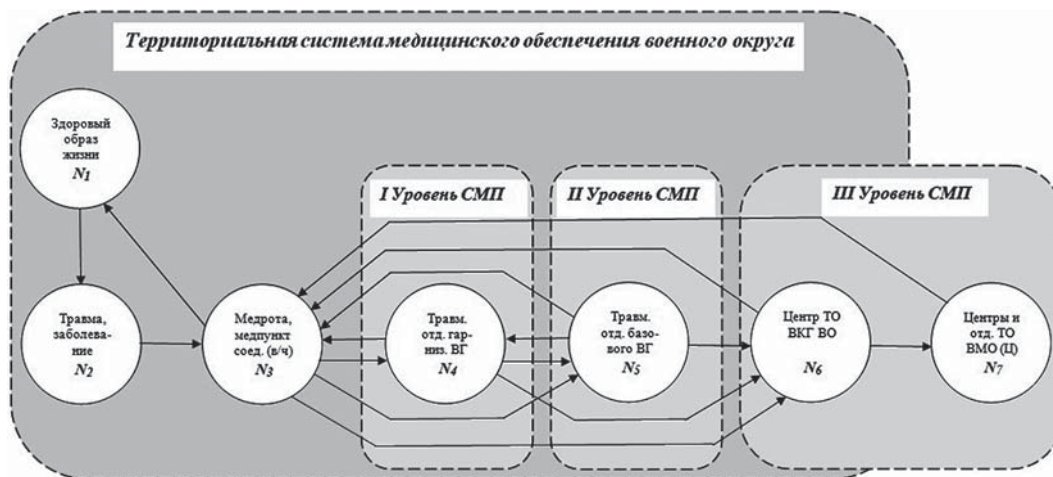 Территориальная система медицинского обеспечения военного округа
Здоровый
образ
жизни
N1
I Уровень СМП
II Уровень СМП
III Уровень СМП
Травма,
заболева-
ние
N2
Медрота,
медпункт
соед. (в/ч)
N3
Травм.
отд. гар-
низ. ВГ
N4
Травм.
отд. базо-
вого ВГ
N5
Центр ТО
ВКГ ВО
N6
Центры и
отд. ТО
ВМО (Ц)
N7